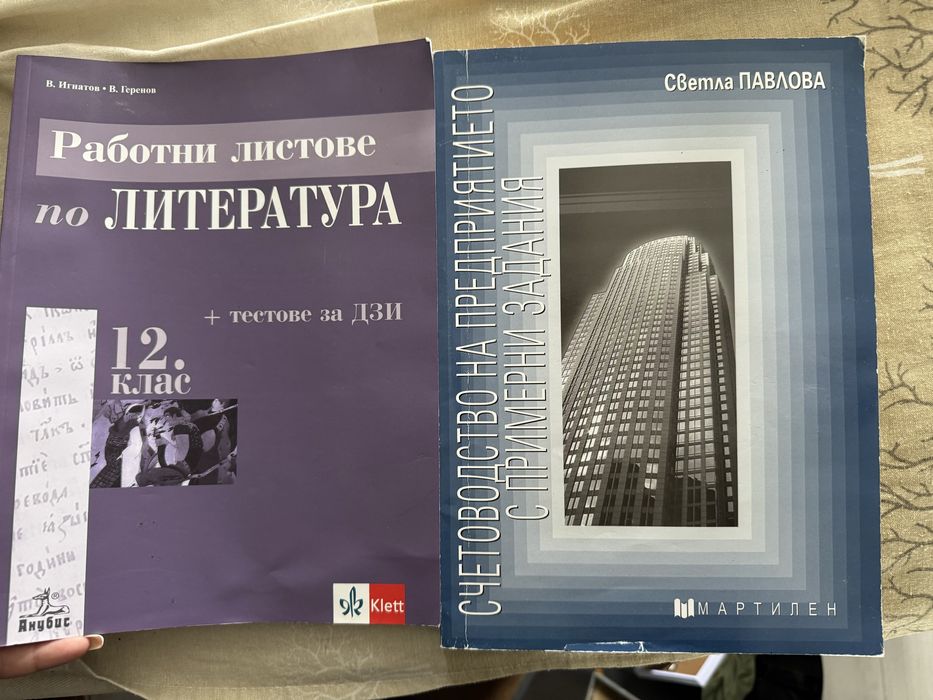 В. Игнатов • В. Геренов
Работни листове
по ЛИТЕРАТУРА
+ тестове за ДЗИ
12.
клас
Анубис
Klett
Светла ПАВЛОВА
СЧЕТОВОДСТВО НА ПРЕДПРИЯТИЕТО
С ПРИМЕРНИ ЗАДАНИЯ
МАРТИЛЕН